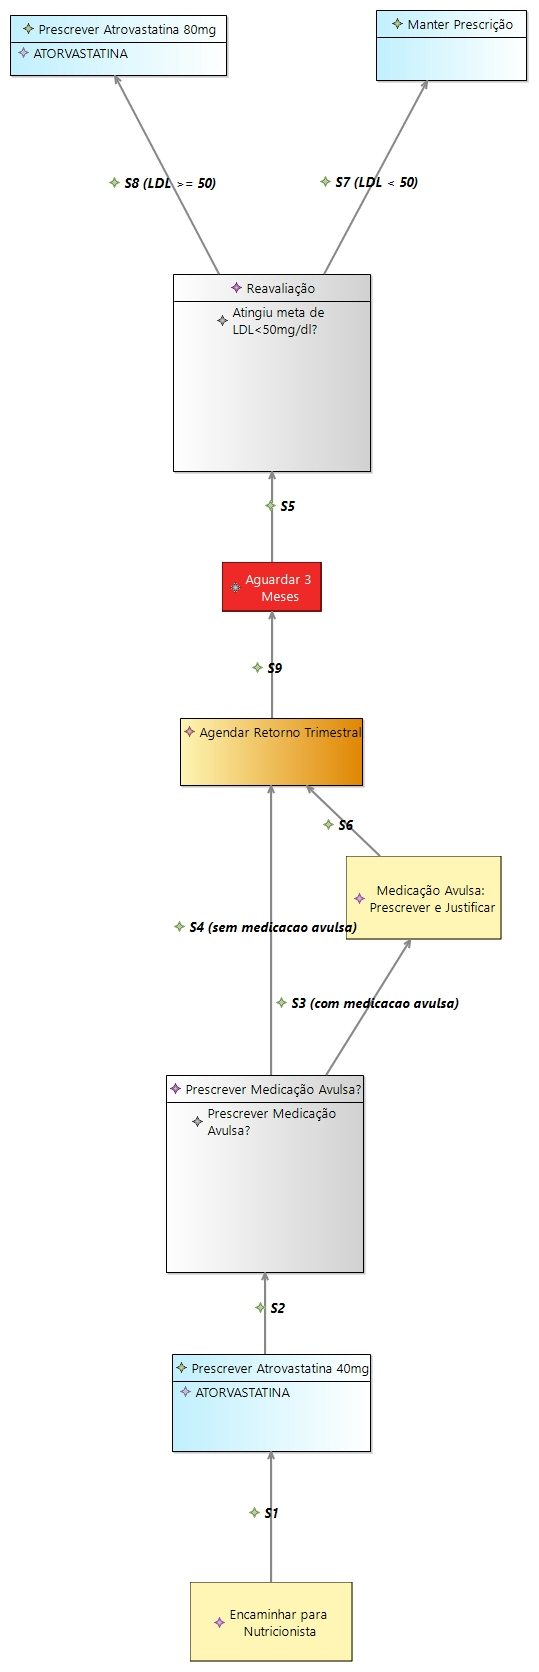 Prescrever Atrovastatina 80mg
ATORVASTATINA
Manter Prescrição
S8 (LDL >= 50)
S7 (LDL < 50)
Reavaliação
Atingiu meta de
LDL<50mg/dl?
S5
Aguardar 3
Meses
S9
Agendar Retorno Trimestral
S6
Medicação Avulsa:
Prescrever e Justificar
S4 (sem medicacao avulsa)
S3 (com medicacao avulsa)
Prescrever Medicação Avulsa?
Prescrever Medicação
Avulsa?
S2
Prescrever Atrovastatina 40mg
ATORVASTATINA
S1
Encaminhar para
Nutricionista